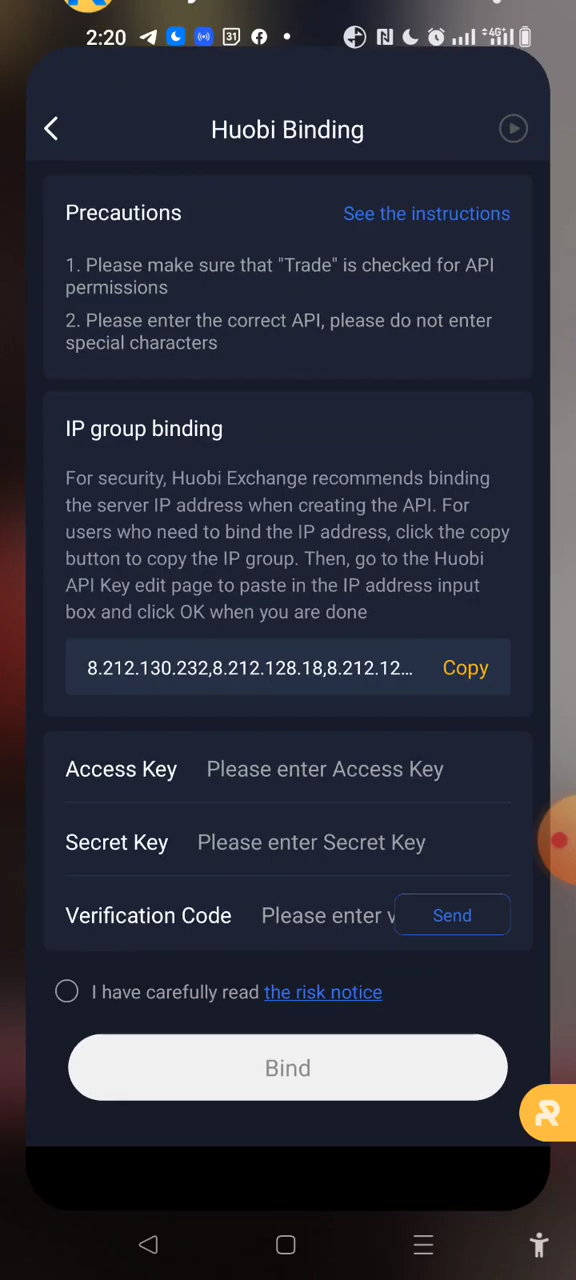 2:20
31
4G
Huobi Binding
Precautions
See the instructions
1. Please make sure that "Trade" is checked for API
permissions
2. Please enter the correct API, please do not enter
special characters
IP group binding
For security, Huobi Exchange recommends binding
the server IP address when creating the API. For
users who need to bind the IP address, click the copy
button to copy the IP group. Then, go to the Huobi
API Key edit page to paste in the IP address input
box and click OK when you are done
8.212.130.232,8.212.128.18,8.212.12...
Copy
Access Key
Please enter Access Key
Secret Key
Please enter Secret Key
Verification Code
Please enter v
Send
I have carefully read the risk notice
Bind